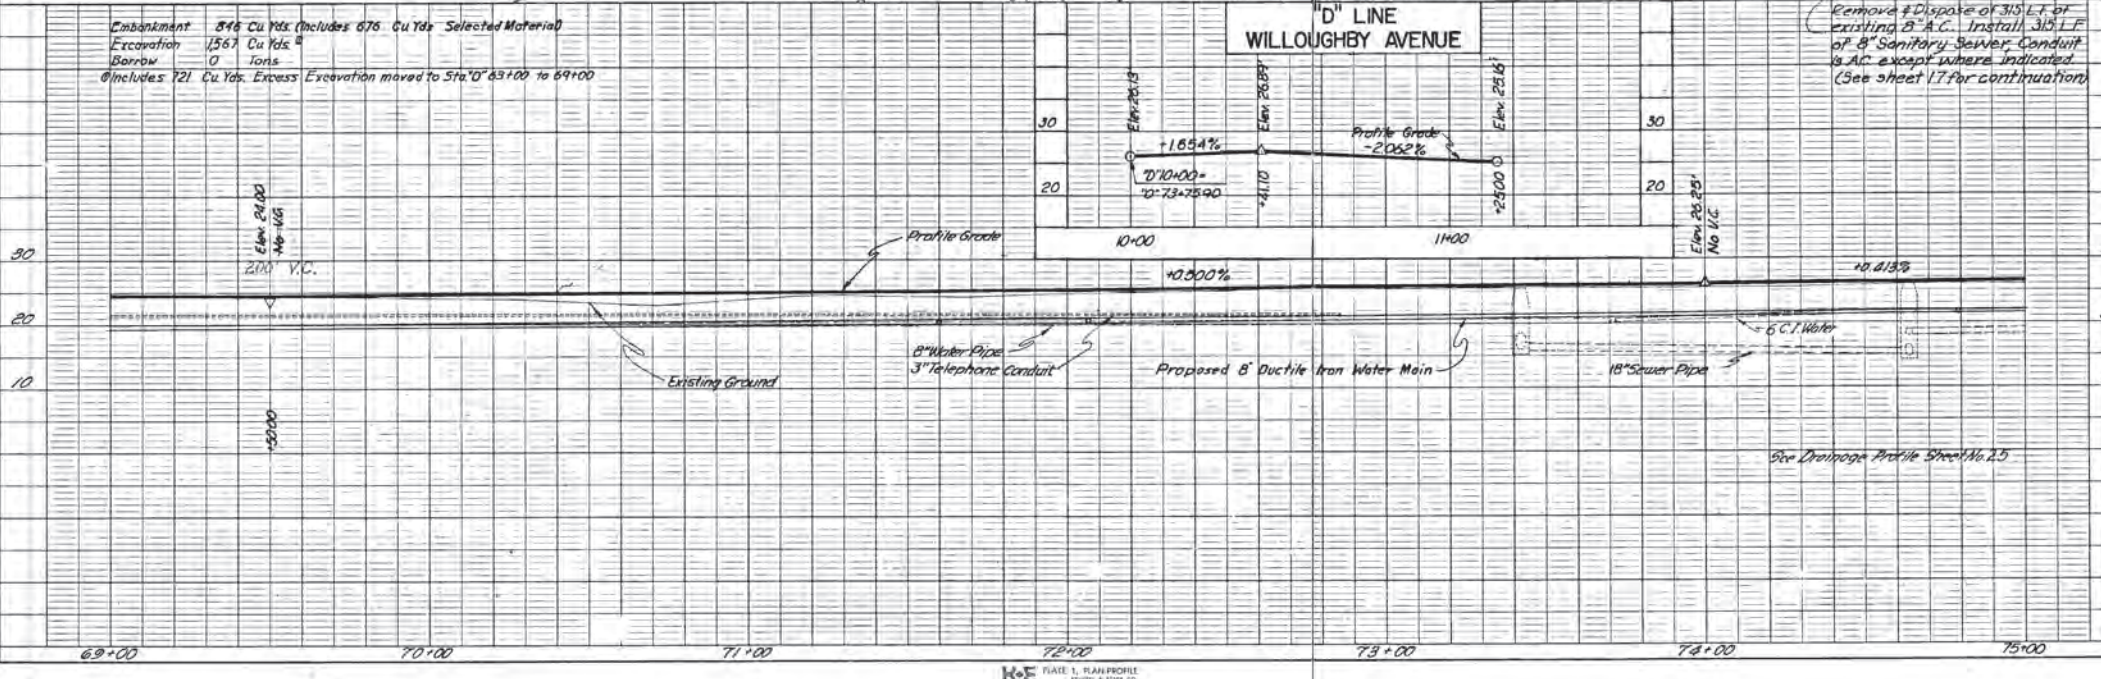 Embankment 846 Cu Yds. (Includes 676 Cu Yds Selected Material)
Excavation 1,567 Cu Yds.
Borrow 0 Tons
Includes 721 Cu. Yds. Excess Excavation moved to Sta."O" 63+00 to 69+00
"D" LINE
WILLOUGHBY AVENUE
Remove & Dispose of 315 L.F. of
existing 8" A.C. Install 315 L.F.
of 8" Sanitary Sewer, Conduit
is A.C. except where indicated.
(See sheet 17 for continuation)
Elev. 26.13'
Elev. 26.89'
Elev. 25.16'
30
30
+1.654%
Profile Grade
-2.062%
"D" 10+00 =
"O" 73+75.90
+41.10
+25.00
20
20
10+00
11+00
Elev. 24.00
No V.C.
200' V.C.
Profile Grade
Elev. 26.25'
No V.C.
30
+0.500%
+0.413%
20
8" Water Pipe
3" Telephone Conduit
Proposed 8" Ductile Iron Water Main
6" C.I. Water
18" Sewer Pipe
10
Existing Ground
+50.00
See Drainage Profile Sheet No. 25
69+00
70+00
71+00
72+00
73+00
74+00
75+00
K+E PLATE 1, PLAN-PROFILE